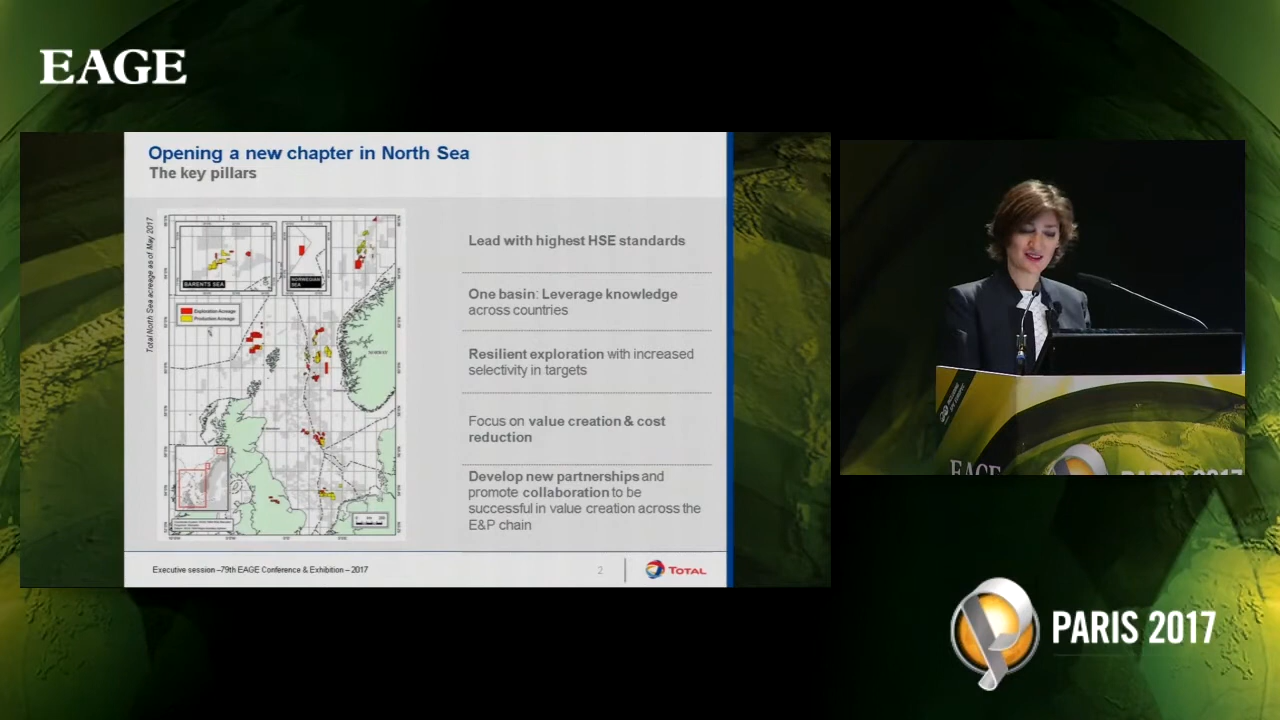 EAGE
Opening a new chapter in North Sea
The key pillars
Total North Sea acreage as of May 2017
BARENTS SEA
NORWEGIAN
SEA
Exploration Acreage
Production Acreage
NORWAY
Lead with highest HSE standards
One basin: Leverage knowledge
across countries
Resilient exploration with increased
selectivity in targets
Focus on value creation & cost
reduction
Develop new partnerships and
promote collaboration to be
successful in value creation across the
E&P chain
Executive session –79th EAGE Conference & Exhibition – 2017
2
TOTAL
EAGE
PARIS 2017
PARIS 2017